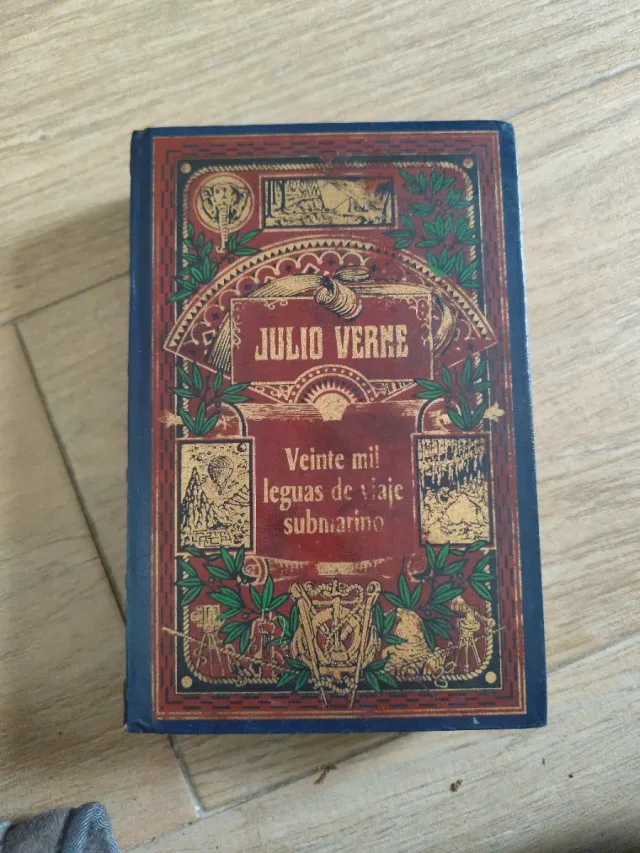 JULIO VERNE
Veinte mil
leguas de viaje
submarino